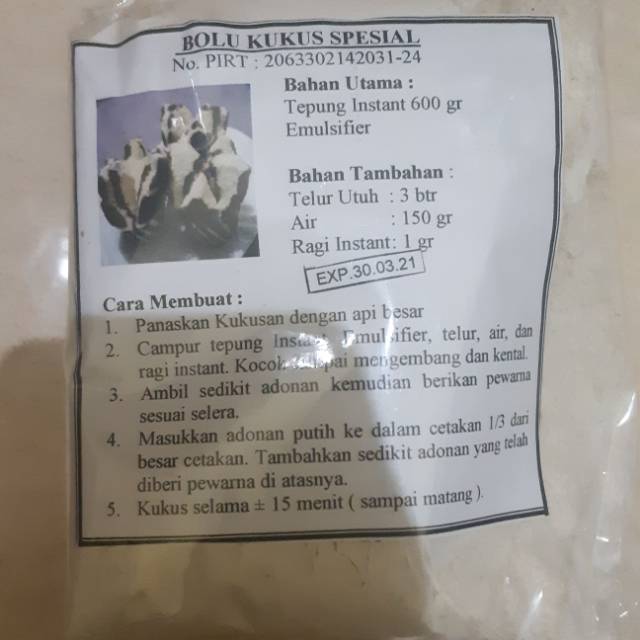 BOLU KUKUS SPESIAL
No. PIRT : 2063302142031-24
Bahan Utama :
Tepung Instant 600 gr
Emulsifier
Bahan Tambahan :
Telur Utuh : 3 btr
Air : 150 gr
Ragi Instant: 1 gr
EXP.30.03.21
Cara Membuat :
1. Panaskan Kukusan dengan api besar
2. Campur tepung Emulsifier, telur, air, dan
ragi instant. Kocok mengembang dan kental.
3. Ambil sedikit adonan kemudian berikan pewarna
sesuai selera.
4. Masukkan adonan putih ke dalam cetakan 1/3 dari
besar cetakan. Tambahkan sedikit adonan yang telah
diberi pewarna di atasnya.
5. Kukus selama ± 15 menit ( sampai matang ).